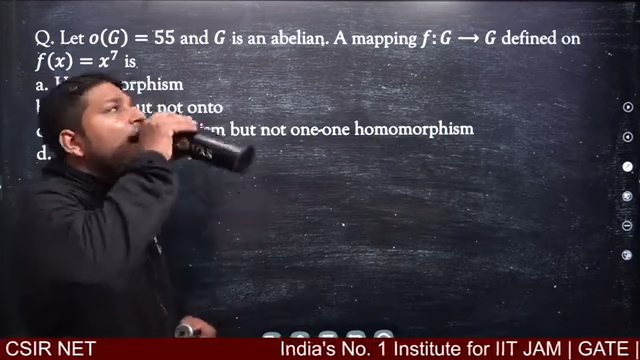 Q. Let o(G) = 55 and G is an abelian. A mapping f: G ⟶ G defined on
f(x) = x⁷ is
a. orphism
ut not onto
ism but not one-one homomorphism
d.
CSIR NET India's No. 1 Institute for IIT JAM | GATE |